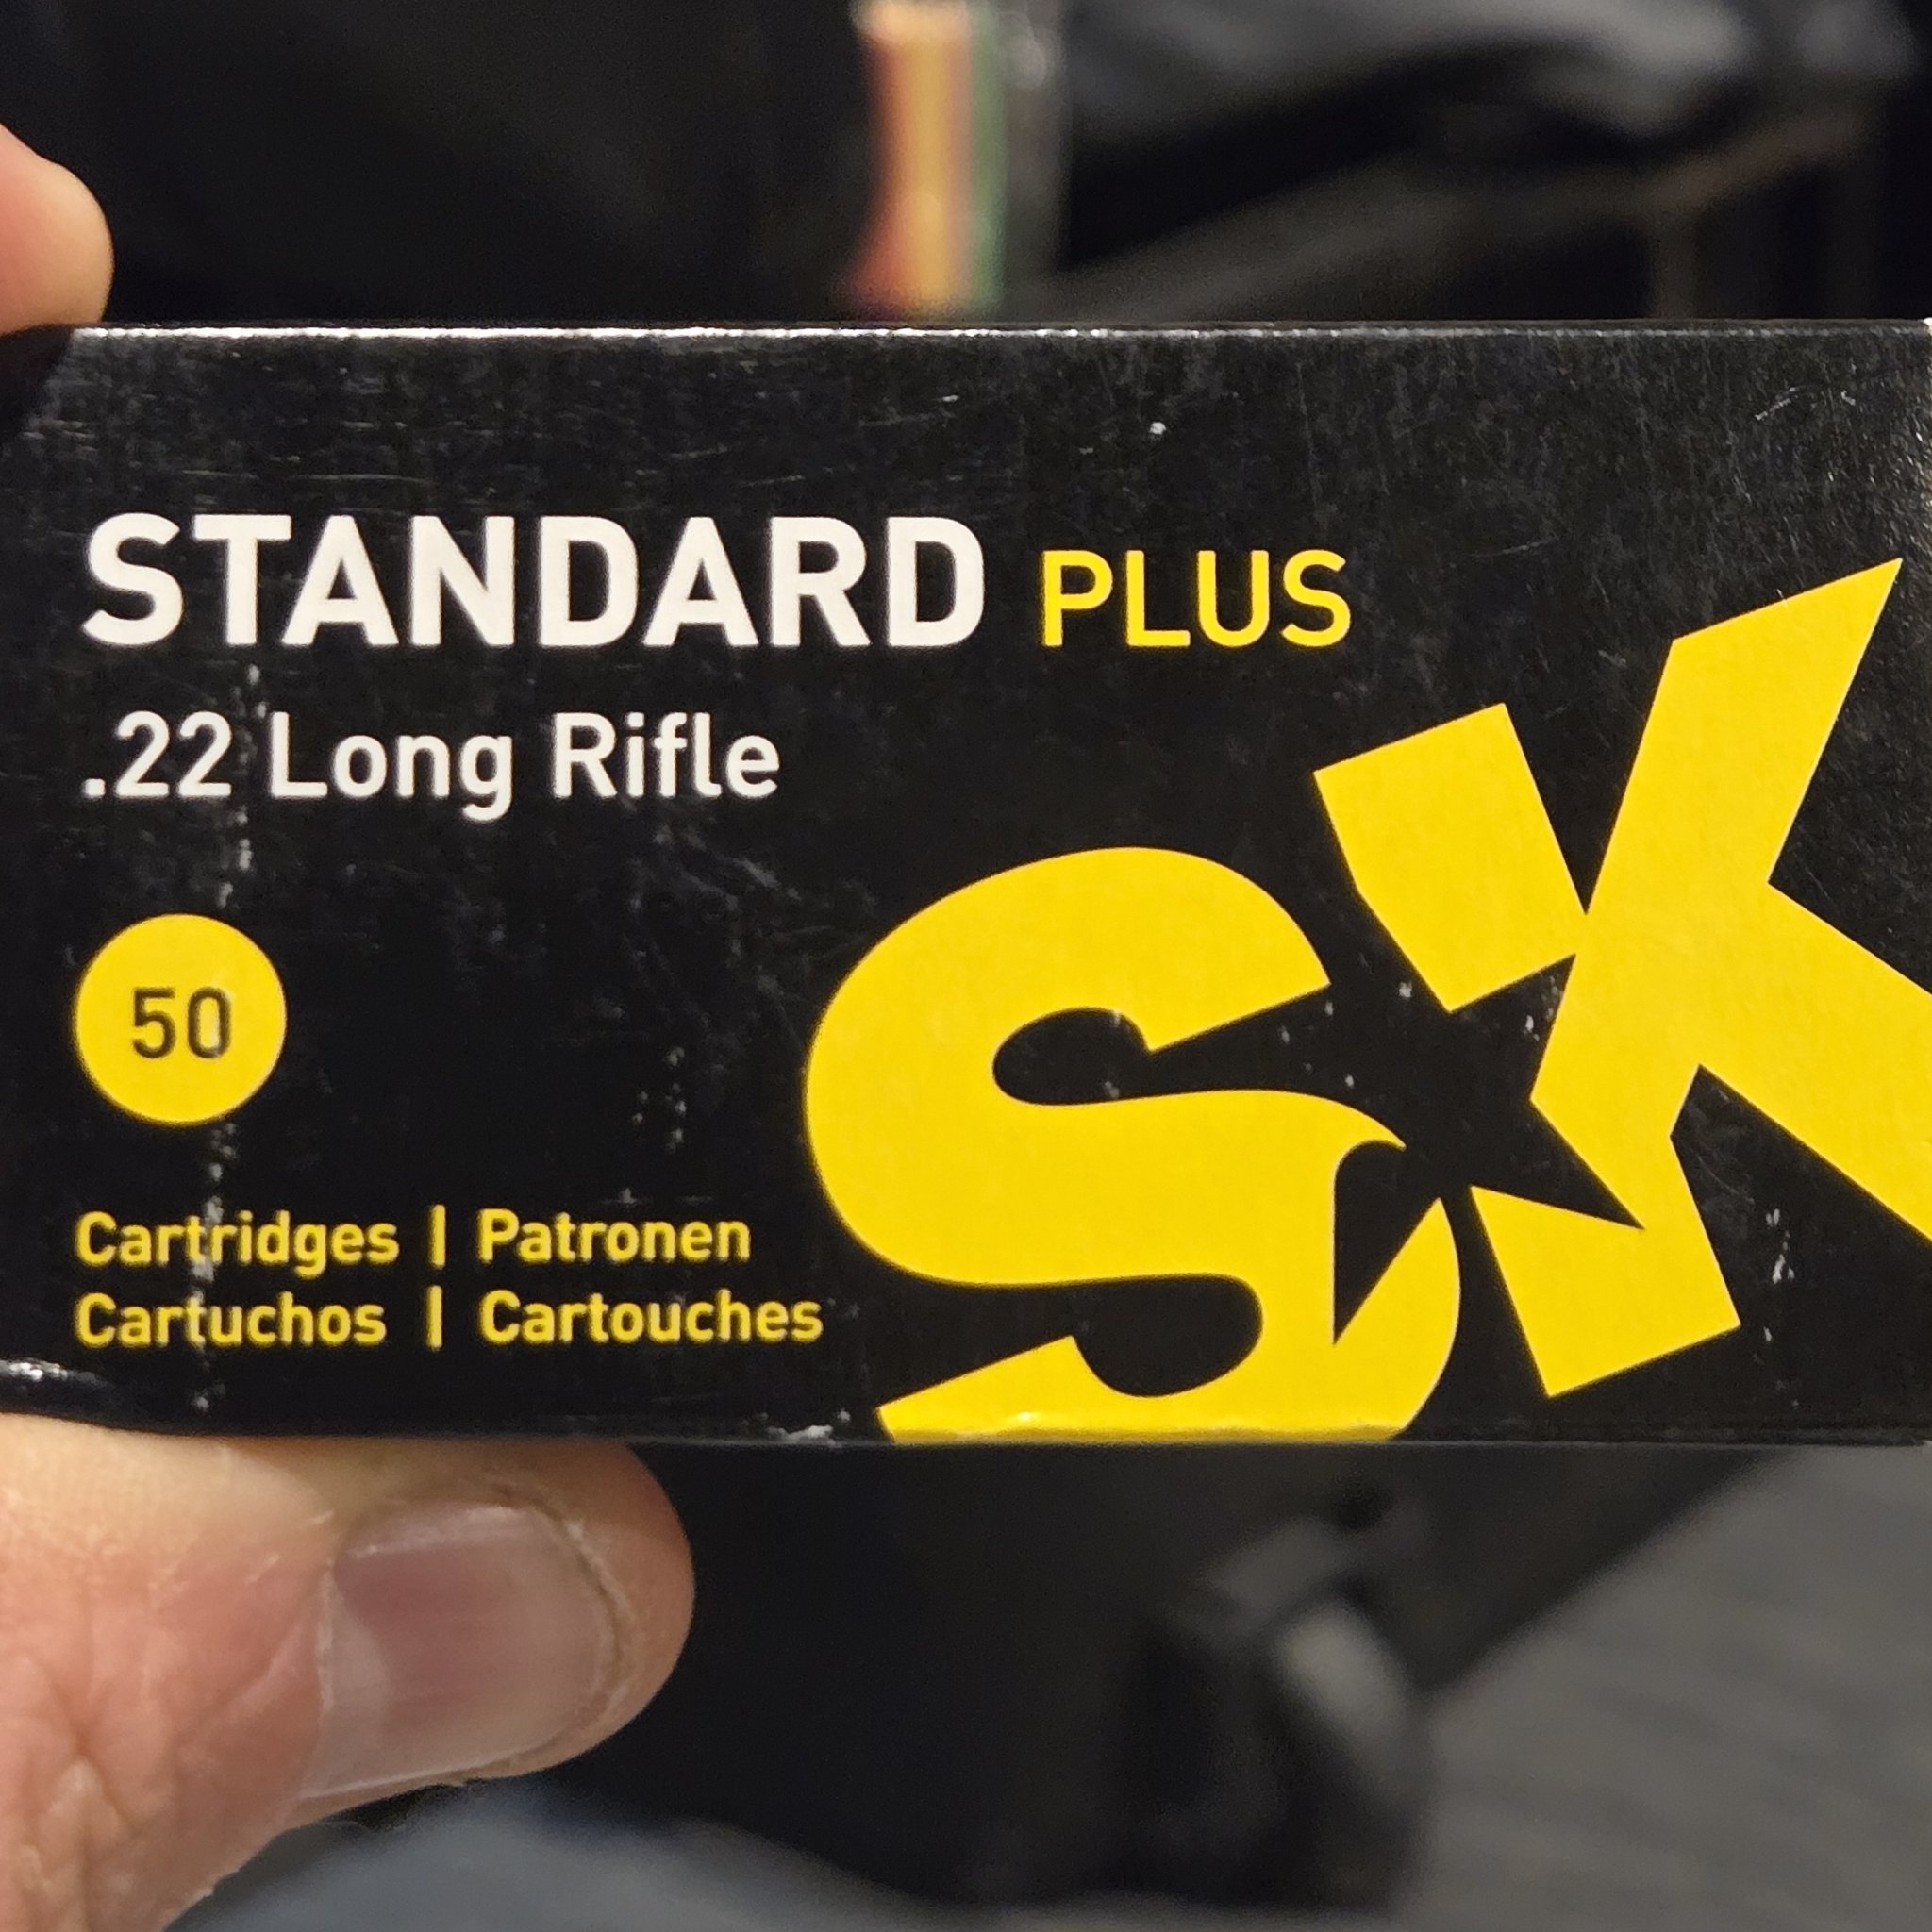 STANDARD PLUS
.22 Long Rifle
50
Cartridges | Patronen
Cartuchos | Cartouches
SK